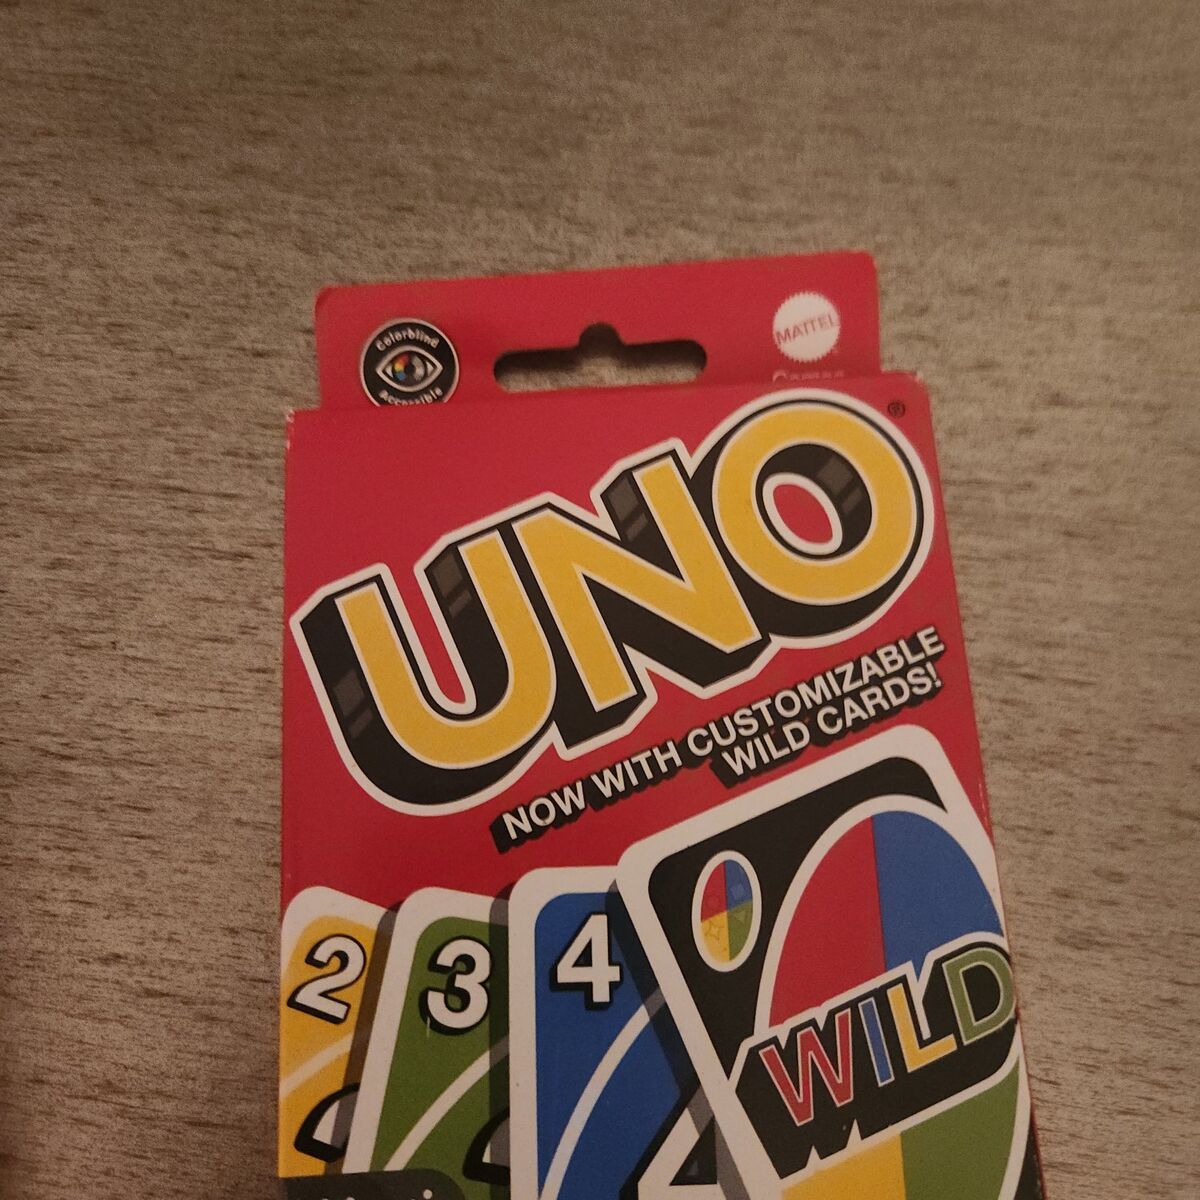 Colorblind
Accessible
MATTEL
UNO®
NOW WITH CUSTOMIZABLE
WILD CARDS!
2
3
4
WILD